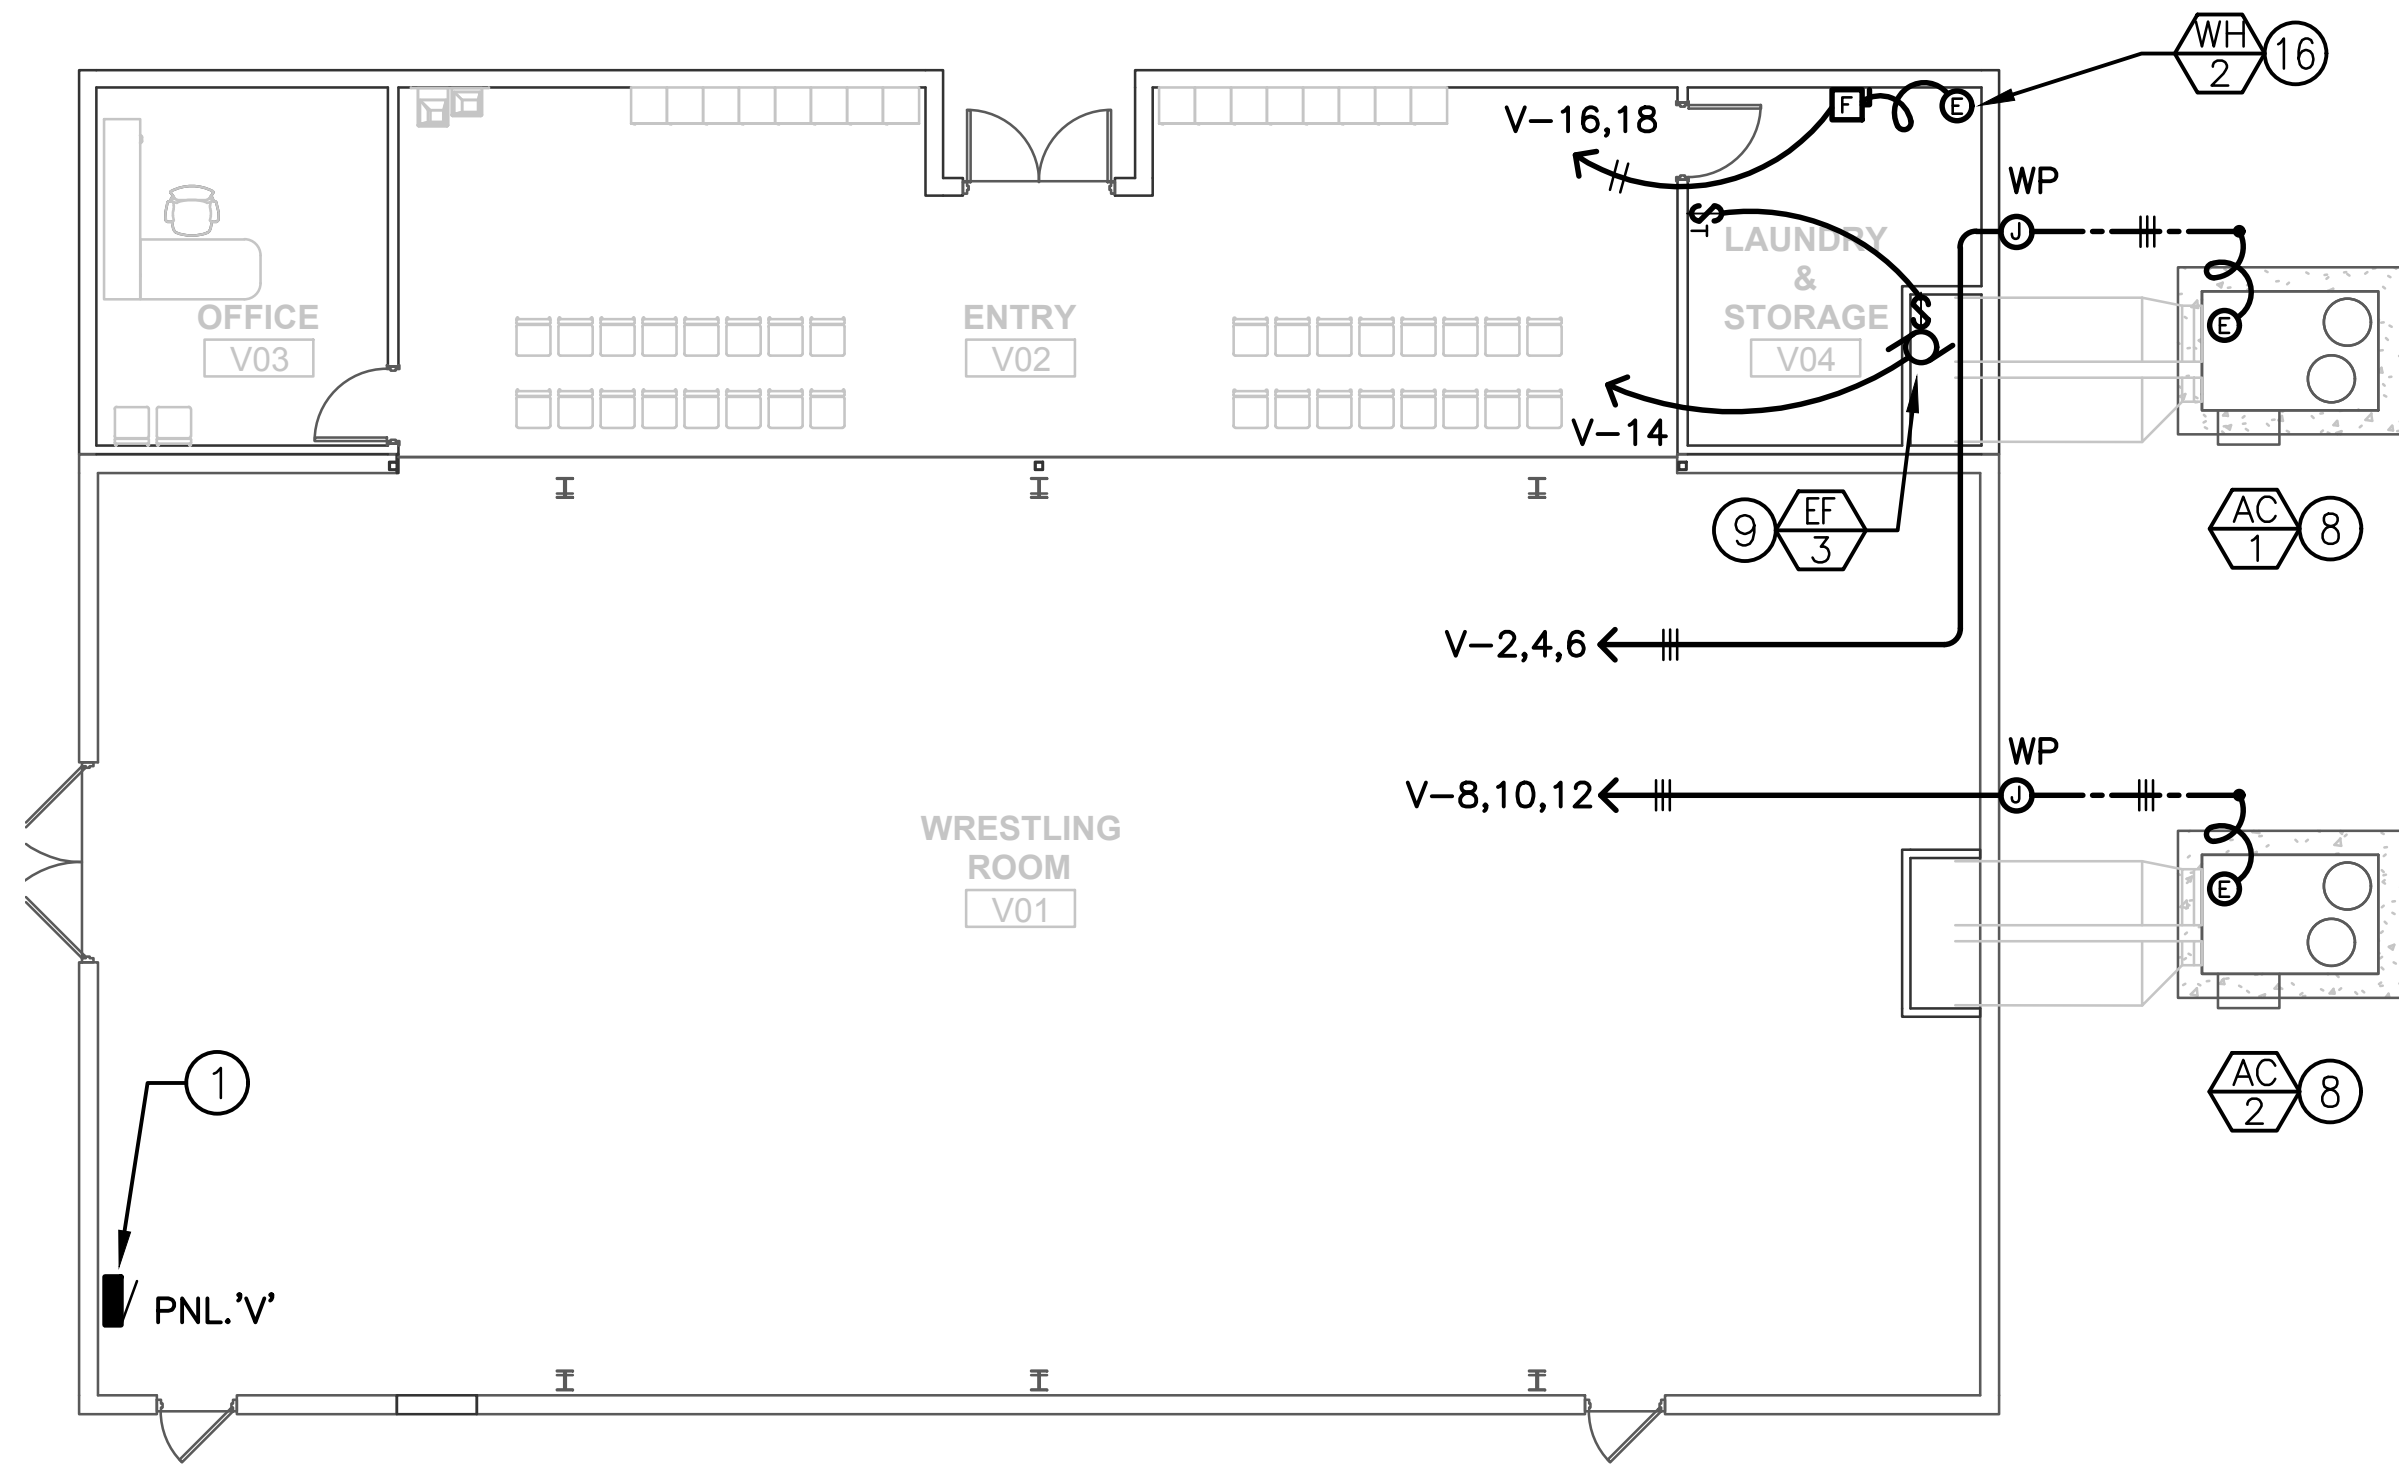 WH
2
16
V-16,18
F
E
WP
J
$
T
LAUNDRY
&
STORAGE
V04
OFFICE
V03
ENTRY
V02
$
E
V-14
9
EF
3
AC
1
8
V-2,4,6
WP
V-8,10,12
J
WRESTLING
ROOM
V01
E
AC
2
8
1
PNL.'V'